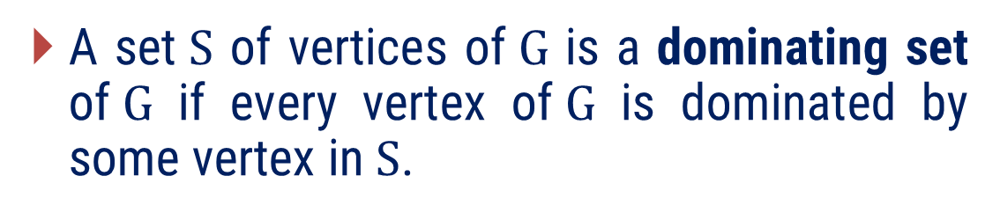 A set S of vertices of G is a dominating set
of G if every vertex of G is dominated by
some vertex in S.